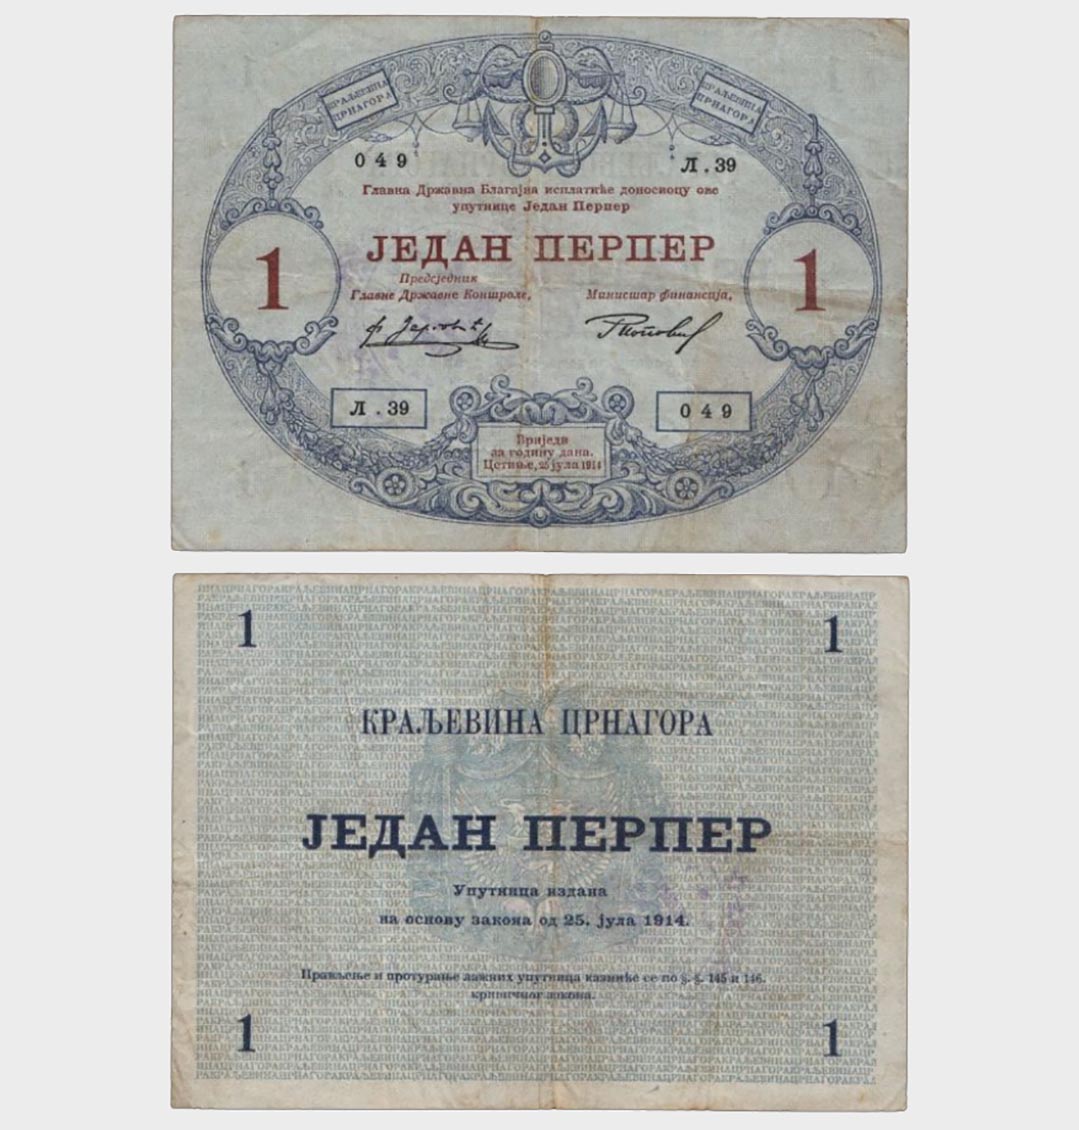 КРАЉЕВИНА
ЦРНАГОРА
КРАЉЕВИНА
ЦРНАГОРА
049
Л.39
Главна Државна Благајна исплатиће доносиоцу ове
упутнице Један Перпер
ЈЕДАН ПЕРПЕР
1
1
Предсједник
Главне Државне Контроле,
Министар финансија,
Л.39
049
Вриједи
за годину дана.
Цетиње, 25 јула 1914
1
1
КРАЉЕВИНА ЦРНАГОРА
ЈЕДАН ПЕРПЕР
Упутница издана
на основу закона од 25. јула 1914.
Прављење и протурање лажних упутница казниће се по §. §. 145 и 146.
кривичног закона.
1
1